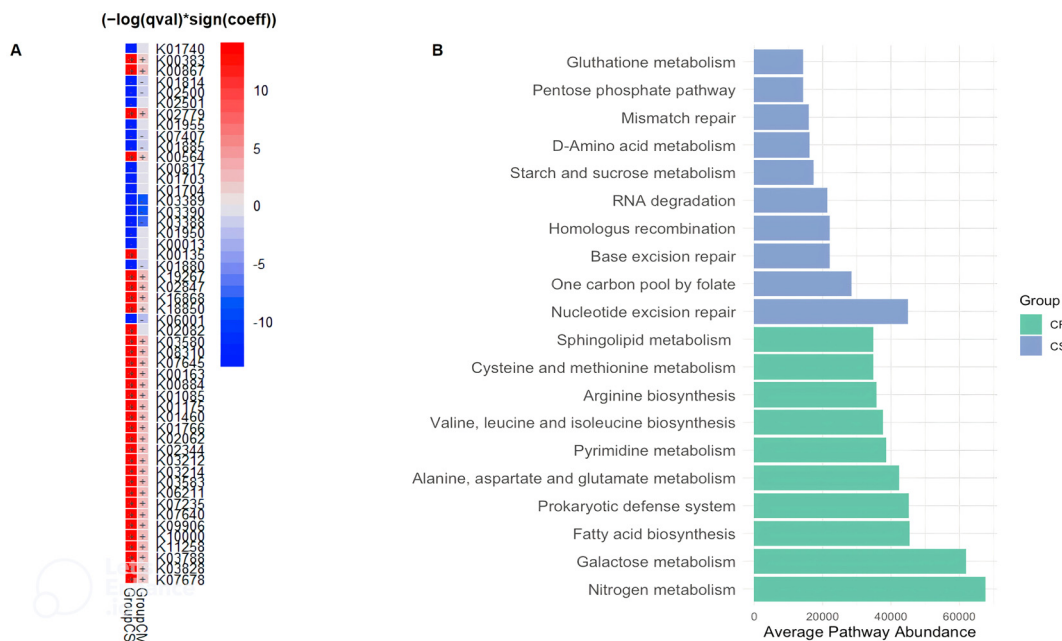 (−log(qval)*sign(coeff))
A
K01740
K00383
K00867
K01814
K02500
K02501
K02779
K01955
K07407
K01885
K00564
K00817
K01703
K01704
K03389
K03390
K03388
K01950
K00013
K00135
K01880
K19267
K02847
K16868
K18850
K06001
K02082
K03580
K08310
K07645
K00163
K00884
K01085
K01175
K01460
K01766
K02062
K02344
K03212
K03214
K03583
K06211
K07235
K07640
K09906
K10000
K11258
K03788
K03828
K07678
GroupCS
10
5
0
-5
-10
B
Gluthatione metabolism
Pentose phosphate pathway
Mismatch repair
D-Amino acid metabolism
Starch and sucrose metabolism
RNA degradation
Homologus recombination
Base excision repair
One carbon pool by folate
Nucleotide excision repair
Sphingolipid metabolism
Cysteine and methionine metabolism
Arginine biosynthesis
Valine, leucine and isoleucine biosynthesis
Pyrimidine metabolism
Alanine, aspartate and glutamate metabolism
Prokaryotic defense system
Fatty acid biosynthesis
Galactose metabolism
Nitrogen metabolism
0 20000 40000 60000
Average Pathway Abundance
Group
CS